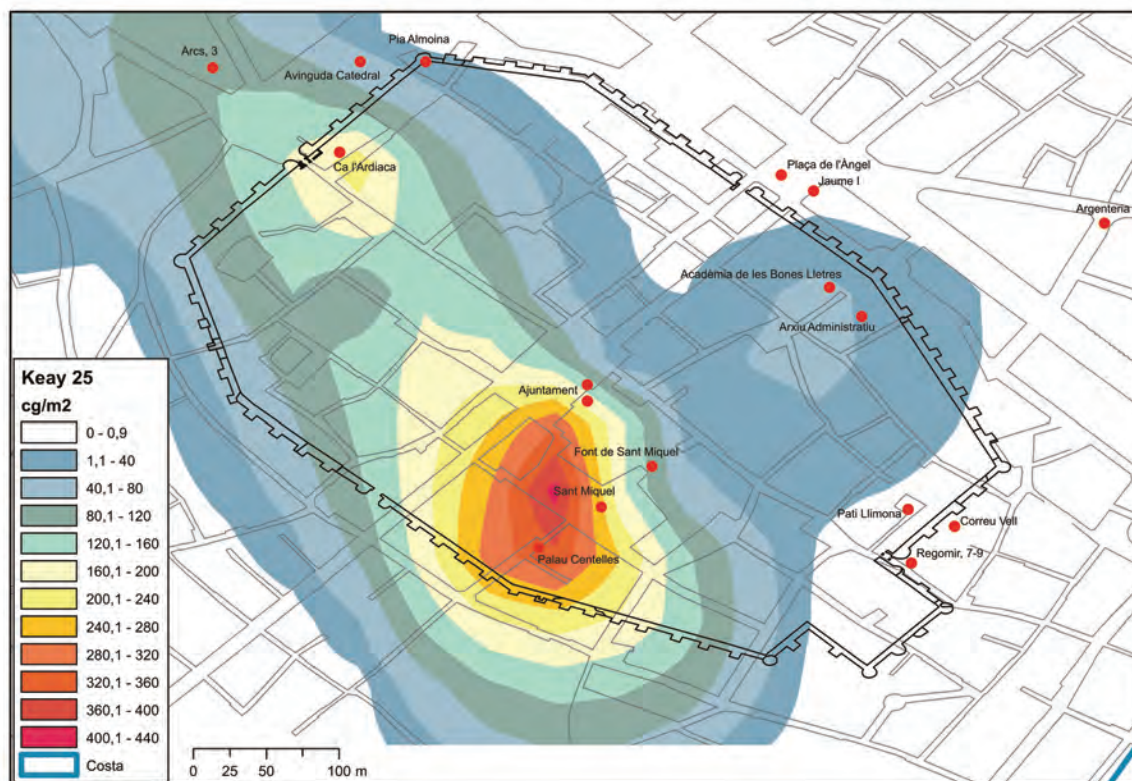 Pia Almoina
Arcs, 3
Avinguda Catedral
Ca l'Ardiaca
Plaça de l'Àngel
Jaume I
Argenteria
Acadèmia de les Bones Lletres
Arxiu Administratiu
Ajuntament
Font de Sant Miquel
Sant Miquel
Palau Centelles
Pati Llimona
Correu Vell
Regomir, 7-9
Keay 25
cg/m2
0 - 0,9
1,1 - 40
40,1 - 80
80,1 - 120
120,1 - 160
160,1 - 200
200,1 - 240
240,1 - 280
280,1 - 320
320,1 - 360
360,1 - 400
400,1 - 440
Costa
0 25 50 100 m